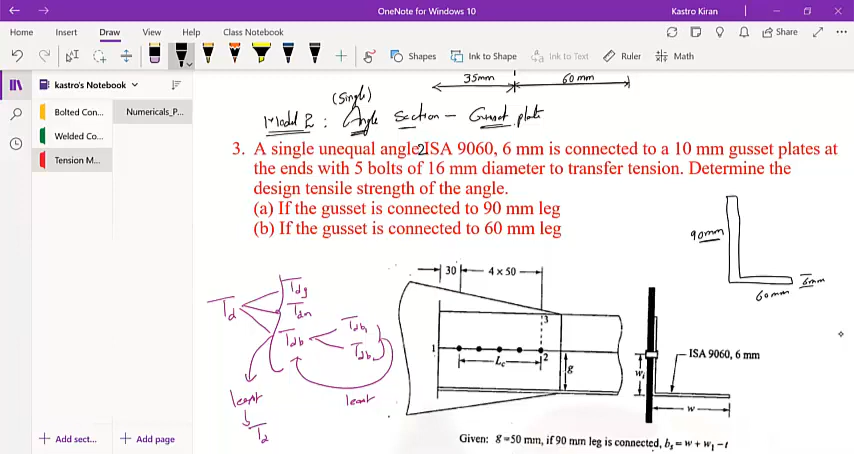 OneNote for Windows 10
Kastro Kiran
Home Insert Draw View Help Class Notebook
Share
Shapes Ink to Shape Ink to Text Ruler Math
kastro's Notebook
Bolted Con...
Welded Co...
Tension M...
Numericals_P...
Add sect... Add page
35mm 60 mm
(Single)
Model 2 : Angle Section - Gusset plate
3. A single unequal angle 2 ISA 9060, 6 mm is connected to a 10 mm gusset plates at
the ends with 5 bolts of 16 mm diameter to transfer tension. Determine the
design tensile strength of the angle.
(a) If the gusset is connected to 90 mm leg
(b) If the gusset is connected to 60 mm leg
90mm
6mm
60mm
Td
Tdg
Tdn
Tdb
Tdb1
Tdb2
least
least
Td
30 4 × 50
3
1
2
Lc
g
w1
ISA 9060, 6 mm
w
Given: g = 50 mm, if 90 mm leg is connected, bs = w + w1 – t